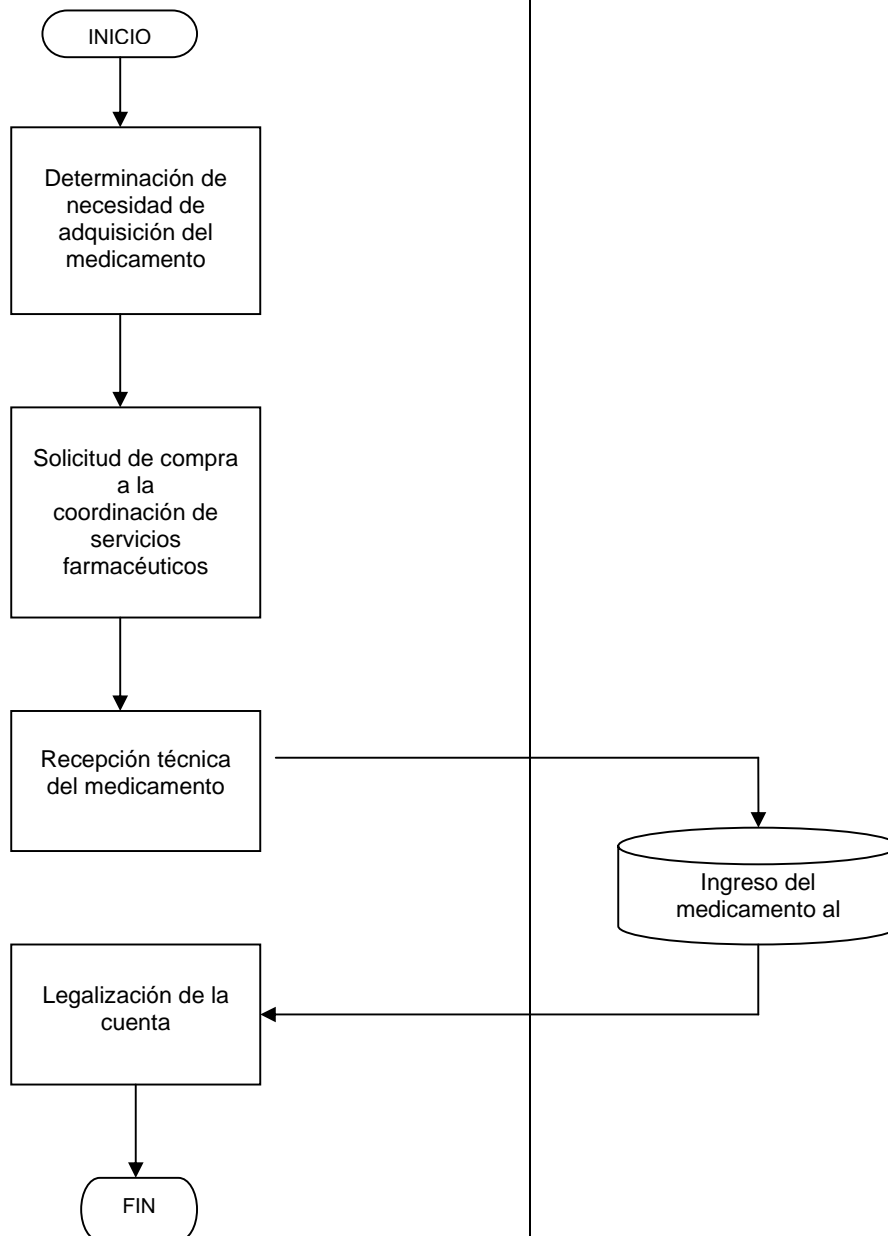 INICIO
Determinación de
necesidad de
adquisición del
medicamento
Solicitud de compra
a la
coordinación de
servicios
farmacéuticos
Recepción técnica
del medicamento
Ingreso del
medicamento al
Legalización de la
cuenta
FIN